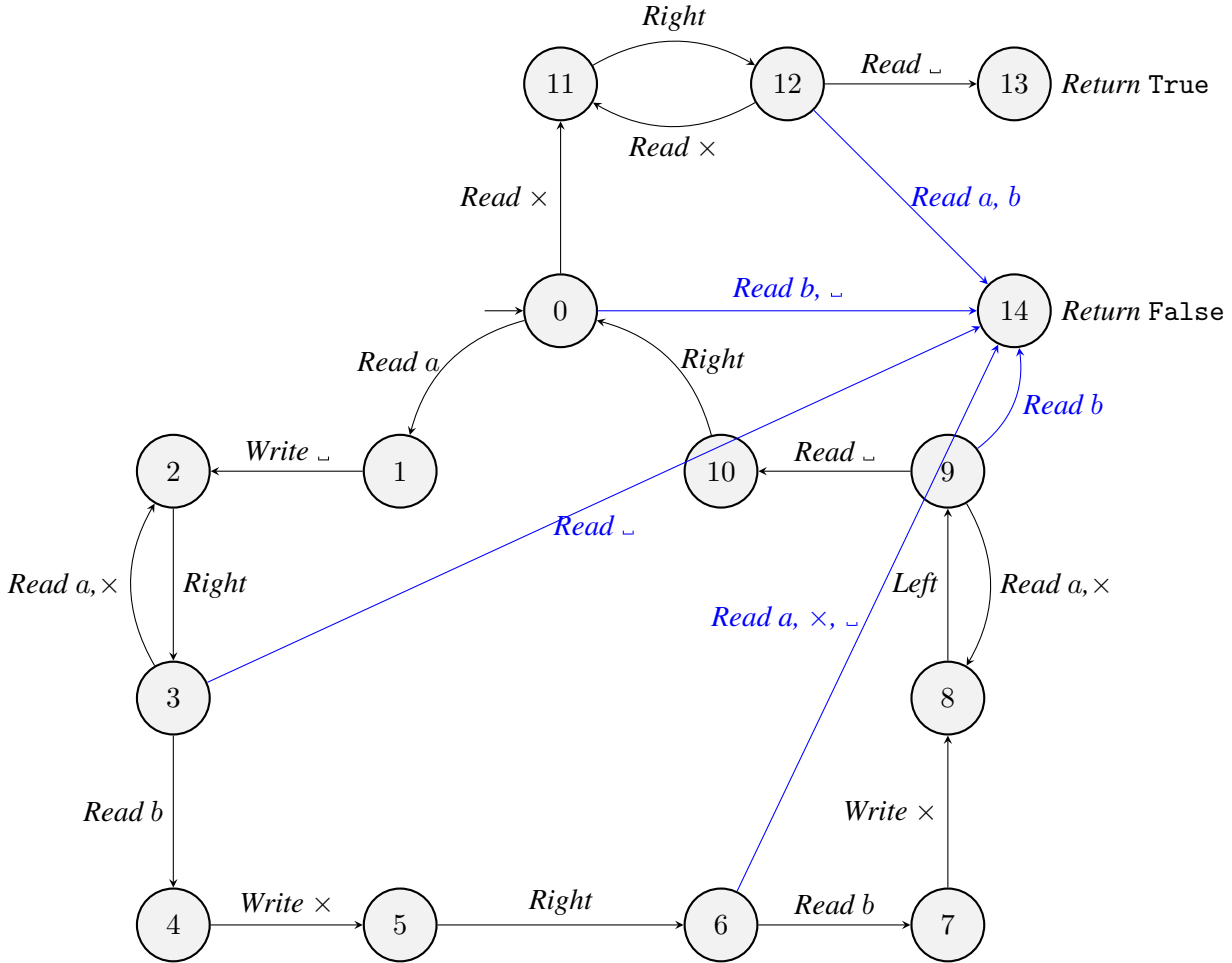 Right
11
12
Read ␣
13
Return True
Read ×
Read ×
Read a, b
Read b, ␣
0
14
Return False
Read a
Right
Read b
2
Write ␣
1
10
Read ␣
9
Read ␣
Read a,×
Right
Left
Read a,×
Read a, ×, ␣
3
8
Read b
Write ×
4
Write ×
5
Right
6
Read b
7